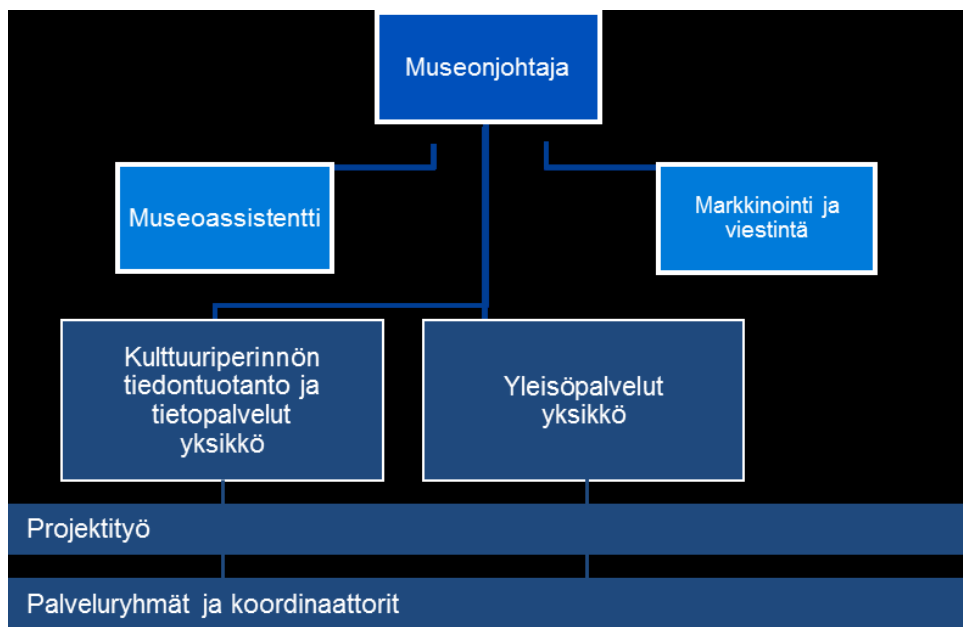 Museonjohtaja
Museoassistentti
Markkinointi ja
viestintä
Kulttuuriperinnön
tiedontuotanto ja
tietopalvelut
yksikkö
Yleisöpalvelut
yksikkö
Projektityö
Palveluryhmät ja koordinaattorit